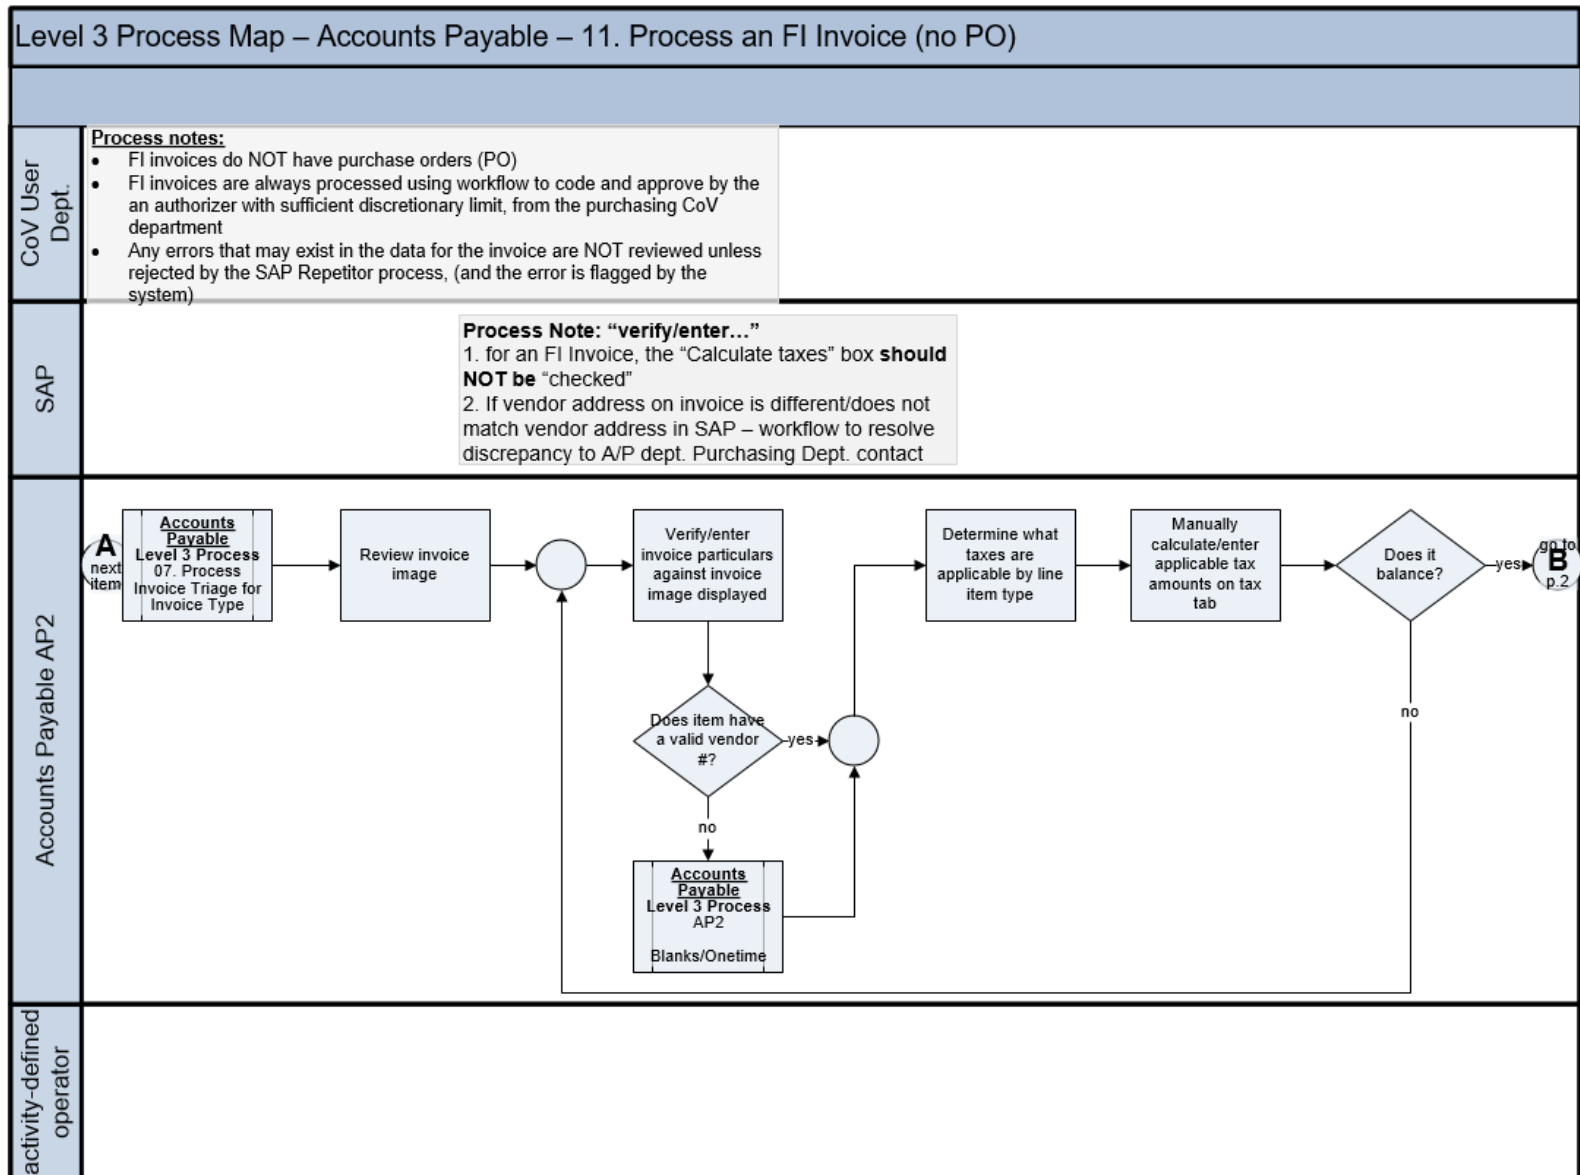 Level 3 Process Map – Accounts Payable – 11. Process an FI Invoice (no PO)
CoV User
Dept.
Process notes:
• FI invoices do NOT have purchase orders (PO)
• FI invoices are always processed using workflow to code and approve by the
an authorizer with sufficient discretionary limit, from the purchasing CoV
department
• Any errors that may exist in the data for the invoice are NOT reviewed unless
rejected by the SAP Repetitor process, (and the error is flagged by the
system)
SAP
Process Note: “verify/enter…”
1. for an FI Invoice, the “Calculate taxes” box should
NOT be “checked”
2. If vendor address on invoice is different/does not
match vendor address in SAP – workflow to resolve
discrepancy to A/P dept. Purchasing Dept. contact
Accounts Payable AP2
A
next
item
Accounts
Payable
Level 3 Process
07. Process
Invoice Triage for
Invoice Type
Review invoice
image
Verify/enter
invoice particulars
against invoice
image displayed
Does item have
a valid vendor
#?
yes
no
Accounts
Payable
Level 3 Process
AP2
Blanks/Onetime
Determine what
taxes are
applicable by line
item type
Manually
calculate/enter
applicable tax
amounts on tax
tab
Does it
balance?
yes
no
go to
B
p.2
activity-defined
operator